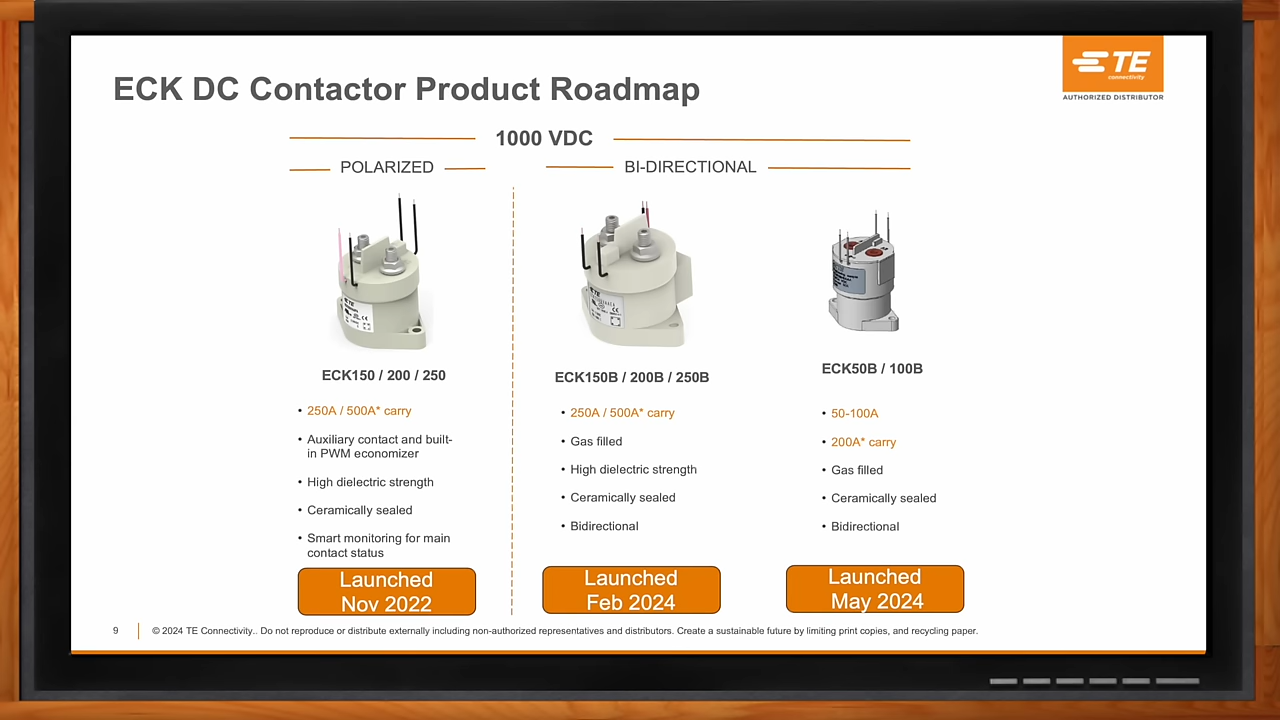 ECK DC Contactor Product Roadmap
TE
connectivity
AUTHORIZED DISTRIBUTOR
1000 VDC
POLARIZED
BI-DIRECTIONAL
ECK150 / 200 / 250
• 250A / 500A* carry
• Auxiliary contact and built-
in PWM economizer
• High dielectric strength
• Ceramically sealed
• Smart monitoring for main
contact status
Launched
Nov 2022
ECK150B / 200B / 250B
• 250A / 500A* carry
• Gas filled
• High dielectric strength
• Ceramically sealed
• Bidirectional
Launched
Feb 2024
ECK50B / 100B
• 50-100A
• 200A* carry
• Gas filled
• Ceramically sealed
• Bidirectional
Launched
May 2024
9
© 2024 TE Connectivity.. Do not reproduce or distribute externally including non-authorized representatives and distributors. Create a sustainable future by limiting print copies, and recycling paper.